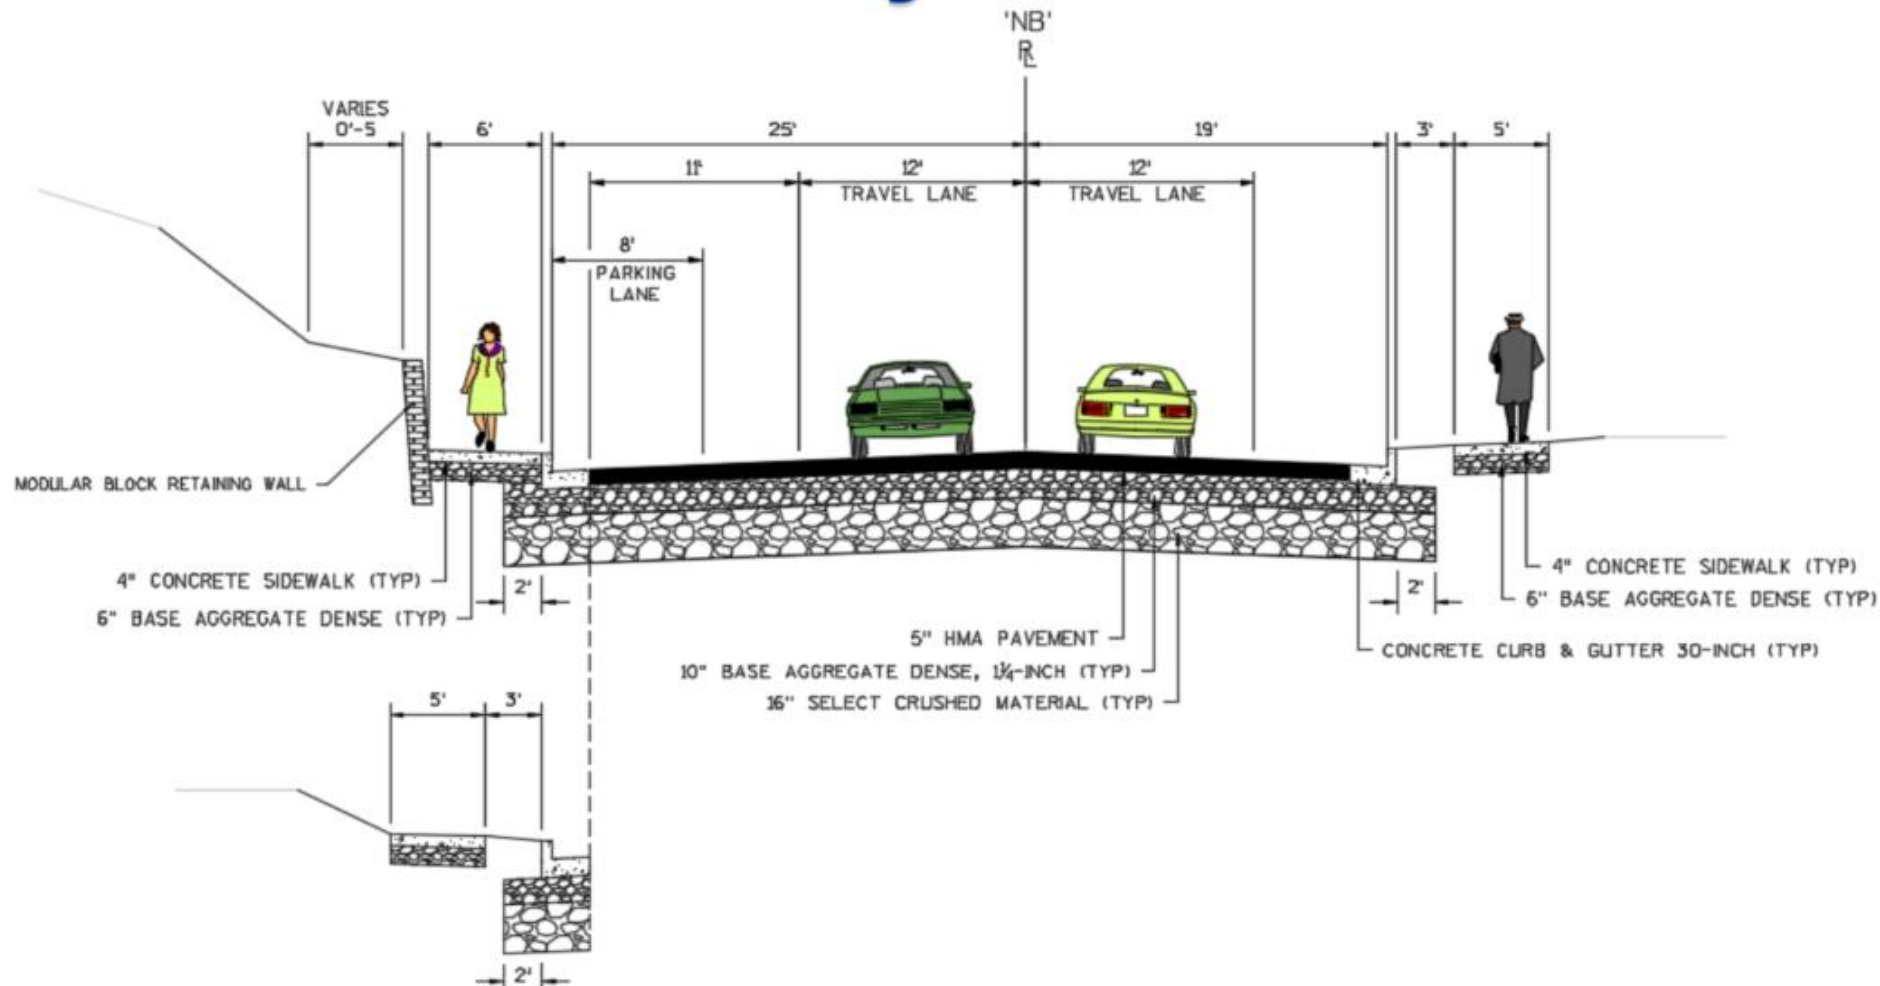 'NB'
RL
VARIES
0'-5
6'
25'
19'
3'
5'
11'
12'
TRAVEL LANE
12'
TRAVEL LANE
8'
PARKING
LANE
MODULAR BLOCK RETAINING WALL
4" CONCRETE SIDEWALK (TYP)
6" BASE AGGREGATE DENSE (TYP)
2'
2'
4" CONCRETE SIDEWALK (TYP)
6" BASE AGGREGATE DENSE (TYP)
5" HMA PAVEMENT
CONCRETE CURB & GUTTER 30-INCH (TYP)
10" BASE AGGREGATE DENSE, 1¼-INCH (TYP)
16" SELECT CRUSHED MATERIAL (TYP)
5'
3'
2'